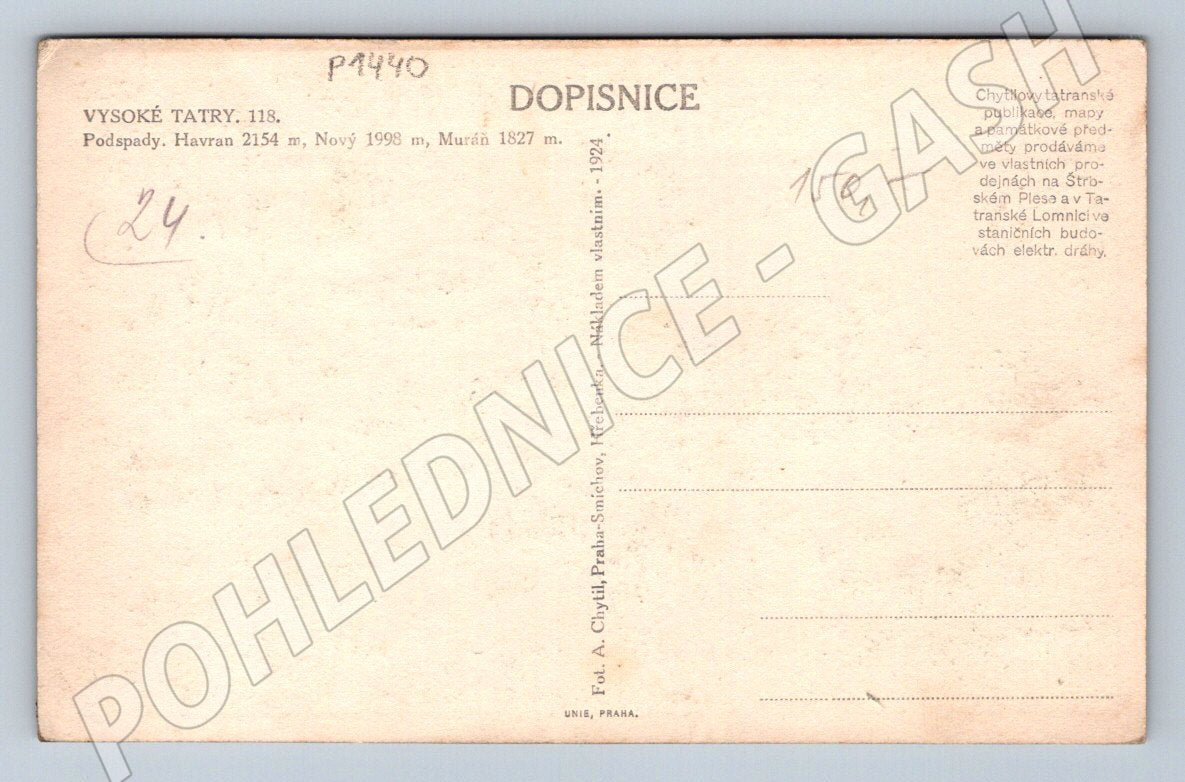 P1440
DOPISNICE
VYSOKÉ TATRY. 118.
Podspady. Havran 2154 m, Nový 1998 m, Muráň 1827 m.
24.
Chytilovy tatranské
publikace, mapy
a památkové před-
měty prodáváme
ve vlastních pro-
dejnách na Štrb-
ském Plese a v Ta-
transké Lomnici ve
staničních budo-
vách elektr. dráhy.
Fot. A. Chytil, Praha-Smíchov, Hřebenka. - Nákladem vlastním. - 1924.
UNIE, PRAHA.
POHLEDNICE - GASH